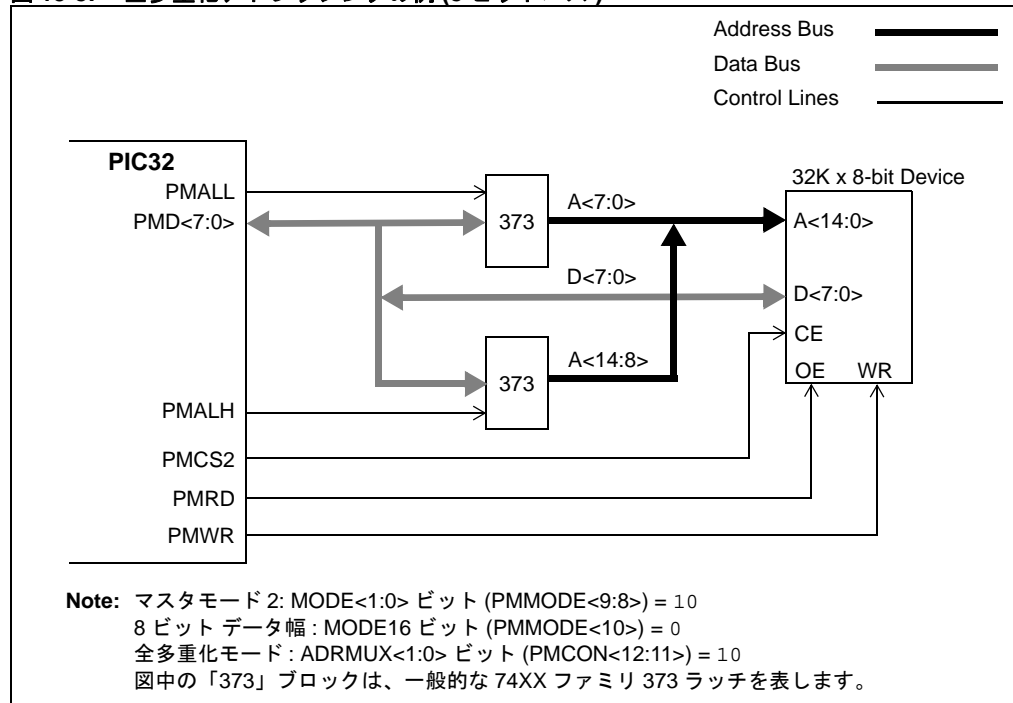 Address Bus
Data Bus
Control Lines
PIC32
PMALL
PMD<7:0>
373
A<7:0>
32K x 8-bit Device
A<14:0>
D<7:0>
D<7:0>
CE
OE WR
373
A<14:8>
PMALH
PMCS2
PMRD
PMWR
Note: マスタモード 2: MODE<1:0> ビット (PMMODE<9:8>) = 10
8 ビット データ幅 : MODE16 ビット (PMMODE<10>) = 0
全多重化モード : ADRMUX<1:0> ビット (PMCON<12:11>) = 10
図中の「373」ブロックは、一般的な 74XX ファミリ 373 ラッチを表します。